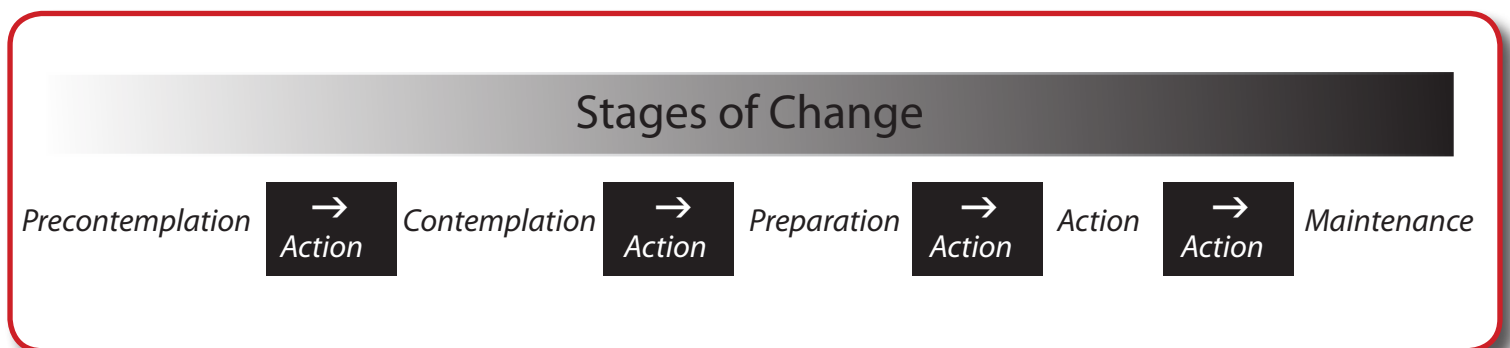 Stages of Change
Precontemplation → Action Contemplation → Action Preparation → Action Action → Action Maintenance